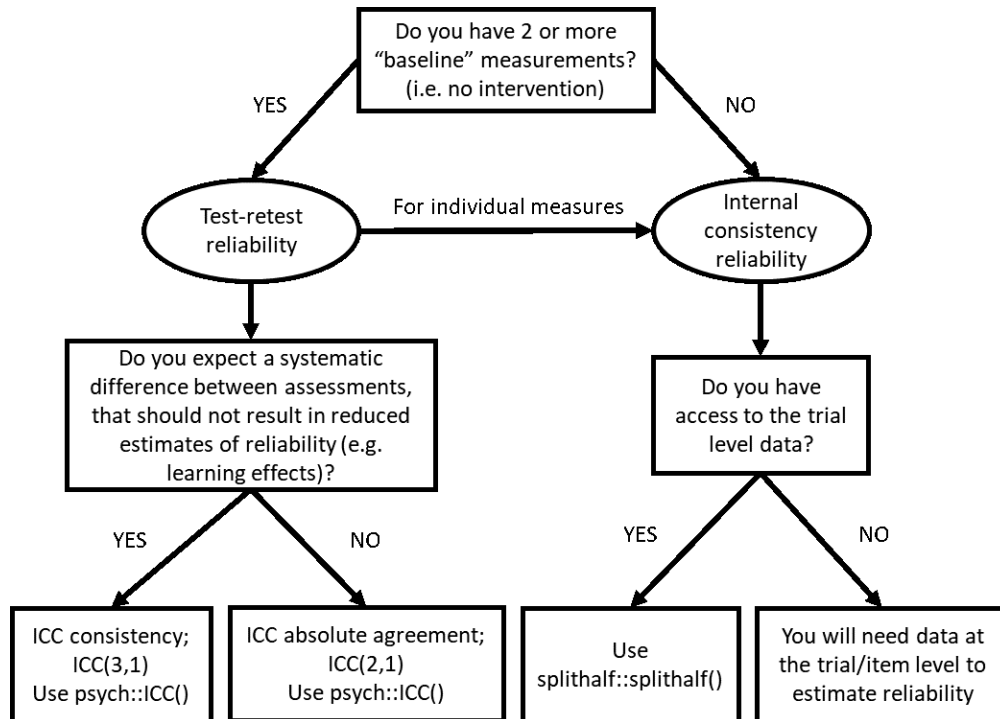 Do you have 2 or more
“baseline” measurements?
(i.e. no intervention)
YES
NO
Test-retest
reliability
For individual measures
Internal
consistency
reliability
Do you expect a systematic
difference between assessments,
that should not result in reduced
estimates of reliability (e.g.
learning effects)?
Do you have
access to the trial
level data?
YES
NO
YES
NO
ICC consistency;
ICC(3,1)
Use psych::ICC()
ICC absolute agreement;
ICC(2,1)
Use psych::ICC()
Use
splithalf::splithalf()
You will need data at
the trial/item level to
estimate reliability